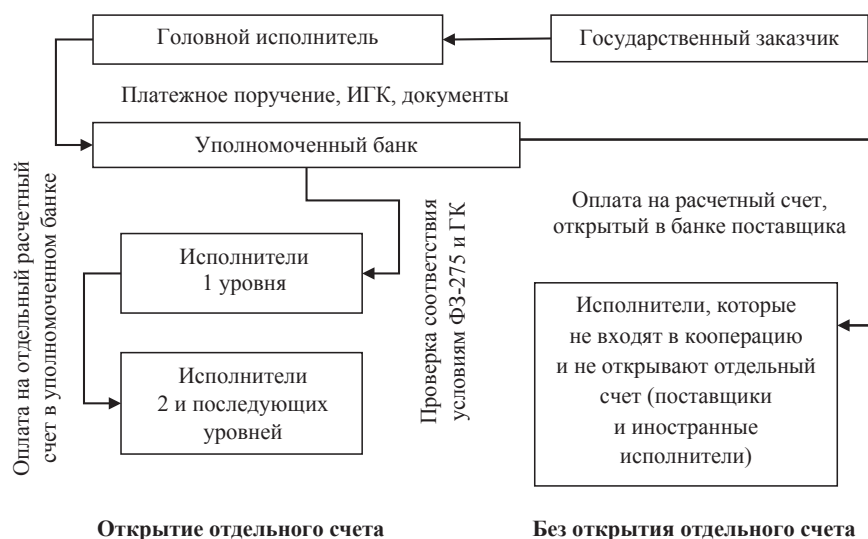 Головной исполнитель
Государственный заказчик
Платежное поручение, ИГК, документы
Уполномоченный банк
Оплата на отдельный расчетный
счет в уполномоченном банке
Проверка соответствия
условиям ФЗ-275 и ГК
Оплата на расчетный счет,
открытый в банке поставщика
Исполнители
1 уровня
Исполнители
2 и последующих
уровней
Исполнители, которые
не входят в кооперацию
и не открывают отдельный
счет (поставщики
и иностранные
исполнители)
Открытие отдельного счета
Без открытия отдельного счета